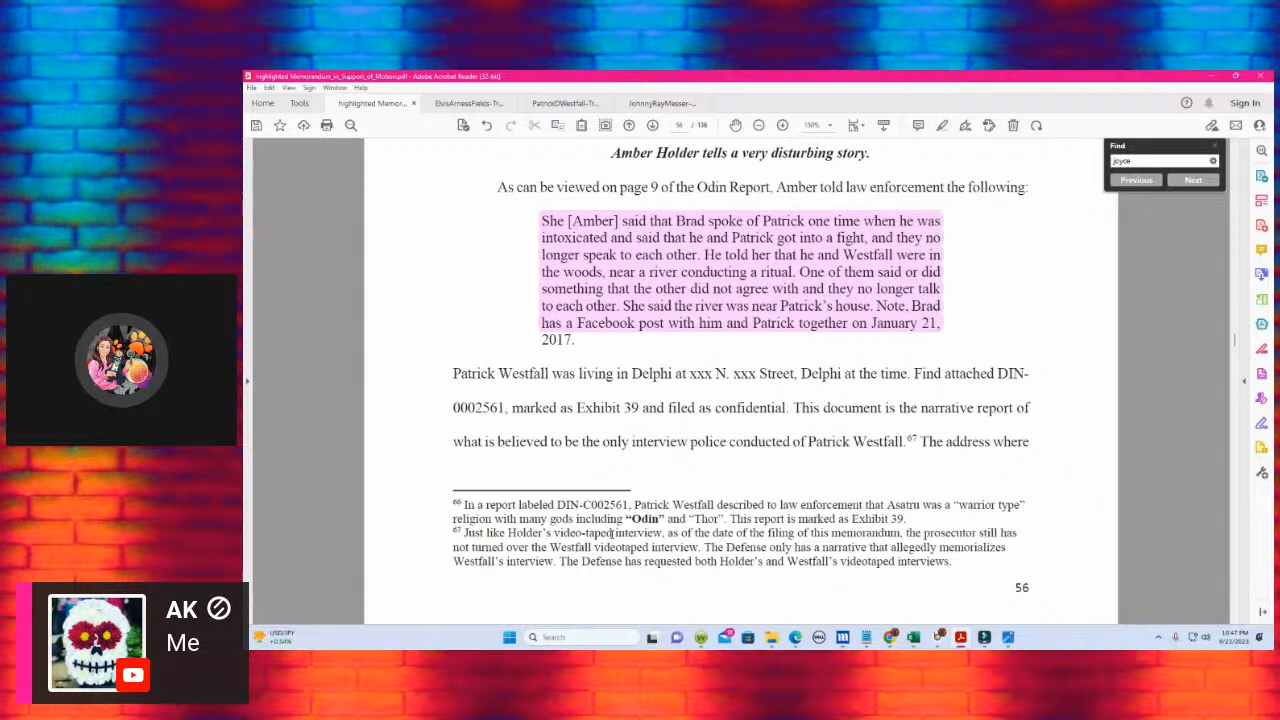 highlighted Memorandum_in_Support_of_Motion.pdf - Adobe Acrobat Reader (32-bit)
File Edit View Sign Window Help
Home Tools highlighted Memor... × ElvisArnessFields-Tr... PatrickDWestfall-Tr... JohnnyRayMesser-... Sign In
56 / 136 150%
Find
joyce
Previous Next
Amber Holder tells a very disturbing story.
As can be viewed on page 9 of the Odin Report, Amber told law enforcement the following:
She [Amber] said that Brad spoke of Patrick one time when he was
intoxicated and said that he and Patrick got into a fight, and they no
longer speak to each other. He told her that he and Westfall were in
the woods, near a river conducting a ritual. One of them said or did
something that the other did not agree with and they no longer talk
to each other. She said the river was near Patrick's house. Note, Brad
has a Facebook post with him and Patrick together on January 21,
2017.
Patrick Westfall was living in Delphi at xxx N. xxx Street, Delphi at the time. Find attached DIN-
0002561, marked as Exhibit 39 and filed as confidential. This document is the narrative report of
what is believed to be the only interview police conducted of Patrick Westfall.67 The address where
66 In a report labeled DIN-C002561, Patrick Westfall described to law enforcement that Asatru was a “warrior type”
religion with many gods including “Odin” and “Thor”. This report is marked as Exhibit 39.
67 Just like Holder's video-taped interview, as of the date of the filing of this memorandum, the prosecutor still has
not turned over the Westfall videotaped interview. The Defense only has a narrative that allegedly memorializes
Westfall's interview. The Defense has requested both Holder's and Westfall's videotaped interviews.
56
AK
Me
USD/JPY
+0.54%
Search
10:47 PM
9/23/2023